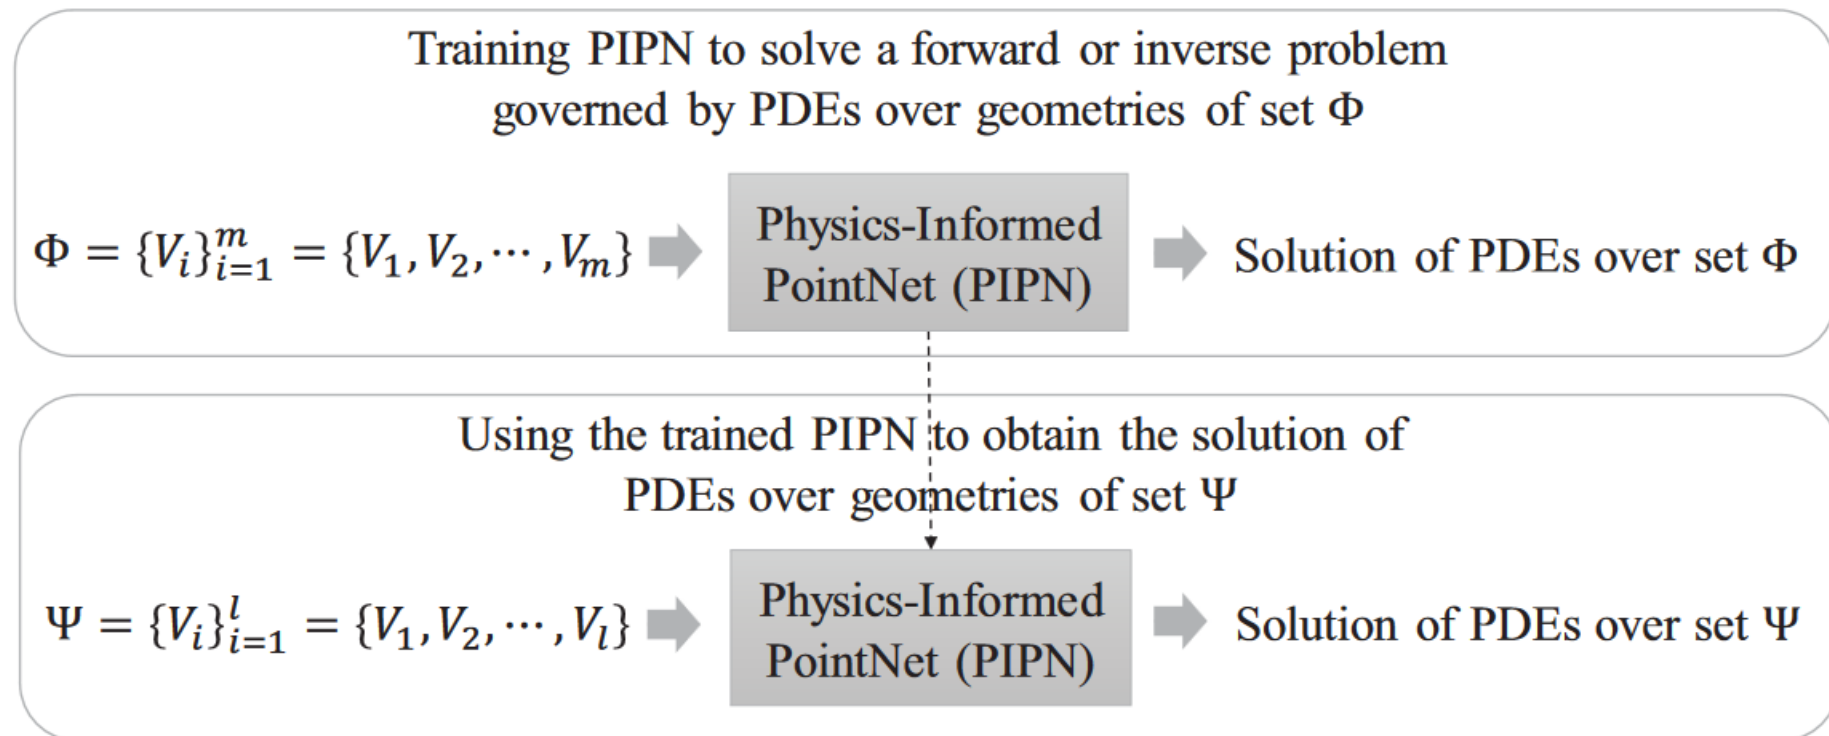 Training PIPN to solve a forward or inverse problem
governed by PDEs over geometries of set Φ
Φ = {V_i}_{i=1}^{m} = {V_1, V_2, ⋯ , V_m}
Physics-Informed
PointNet (PIPN)
Solution of PDEs over set Φ
Using the trained PIPN to obtain the solution of
PDEs over geometries of set Ψ
Ψ = {V_i}_{i=1}^{l} = {V_1, V_2, ⋯ , V_l}
Physics-Informed
PointNet (PIPN)
Solution of PDEs over set Ψ